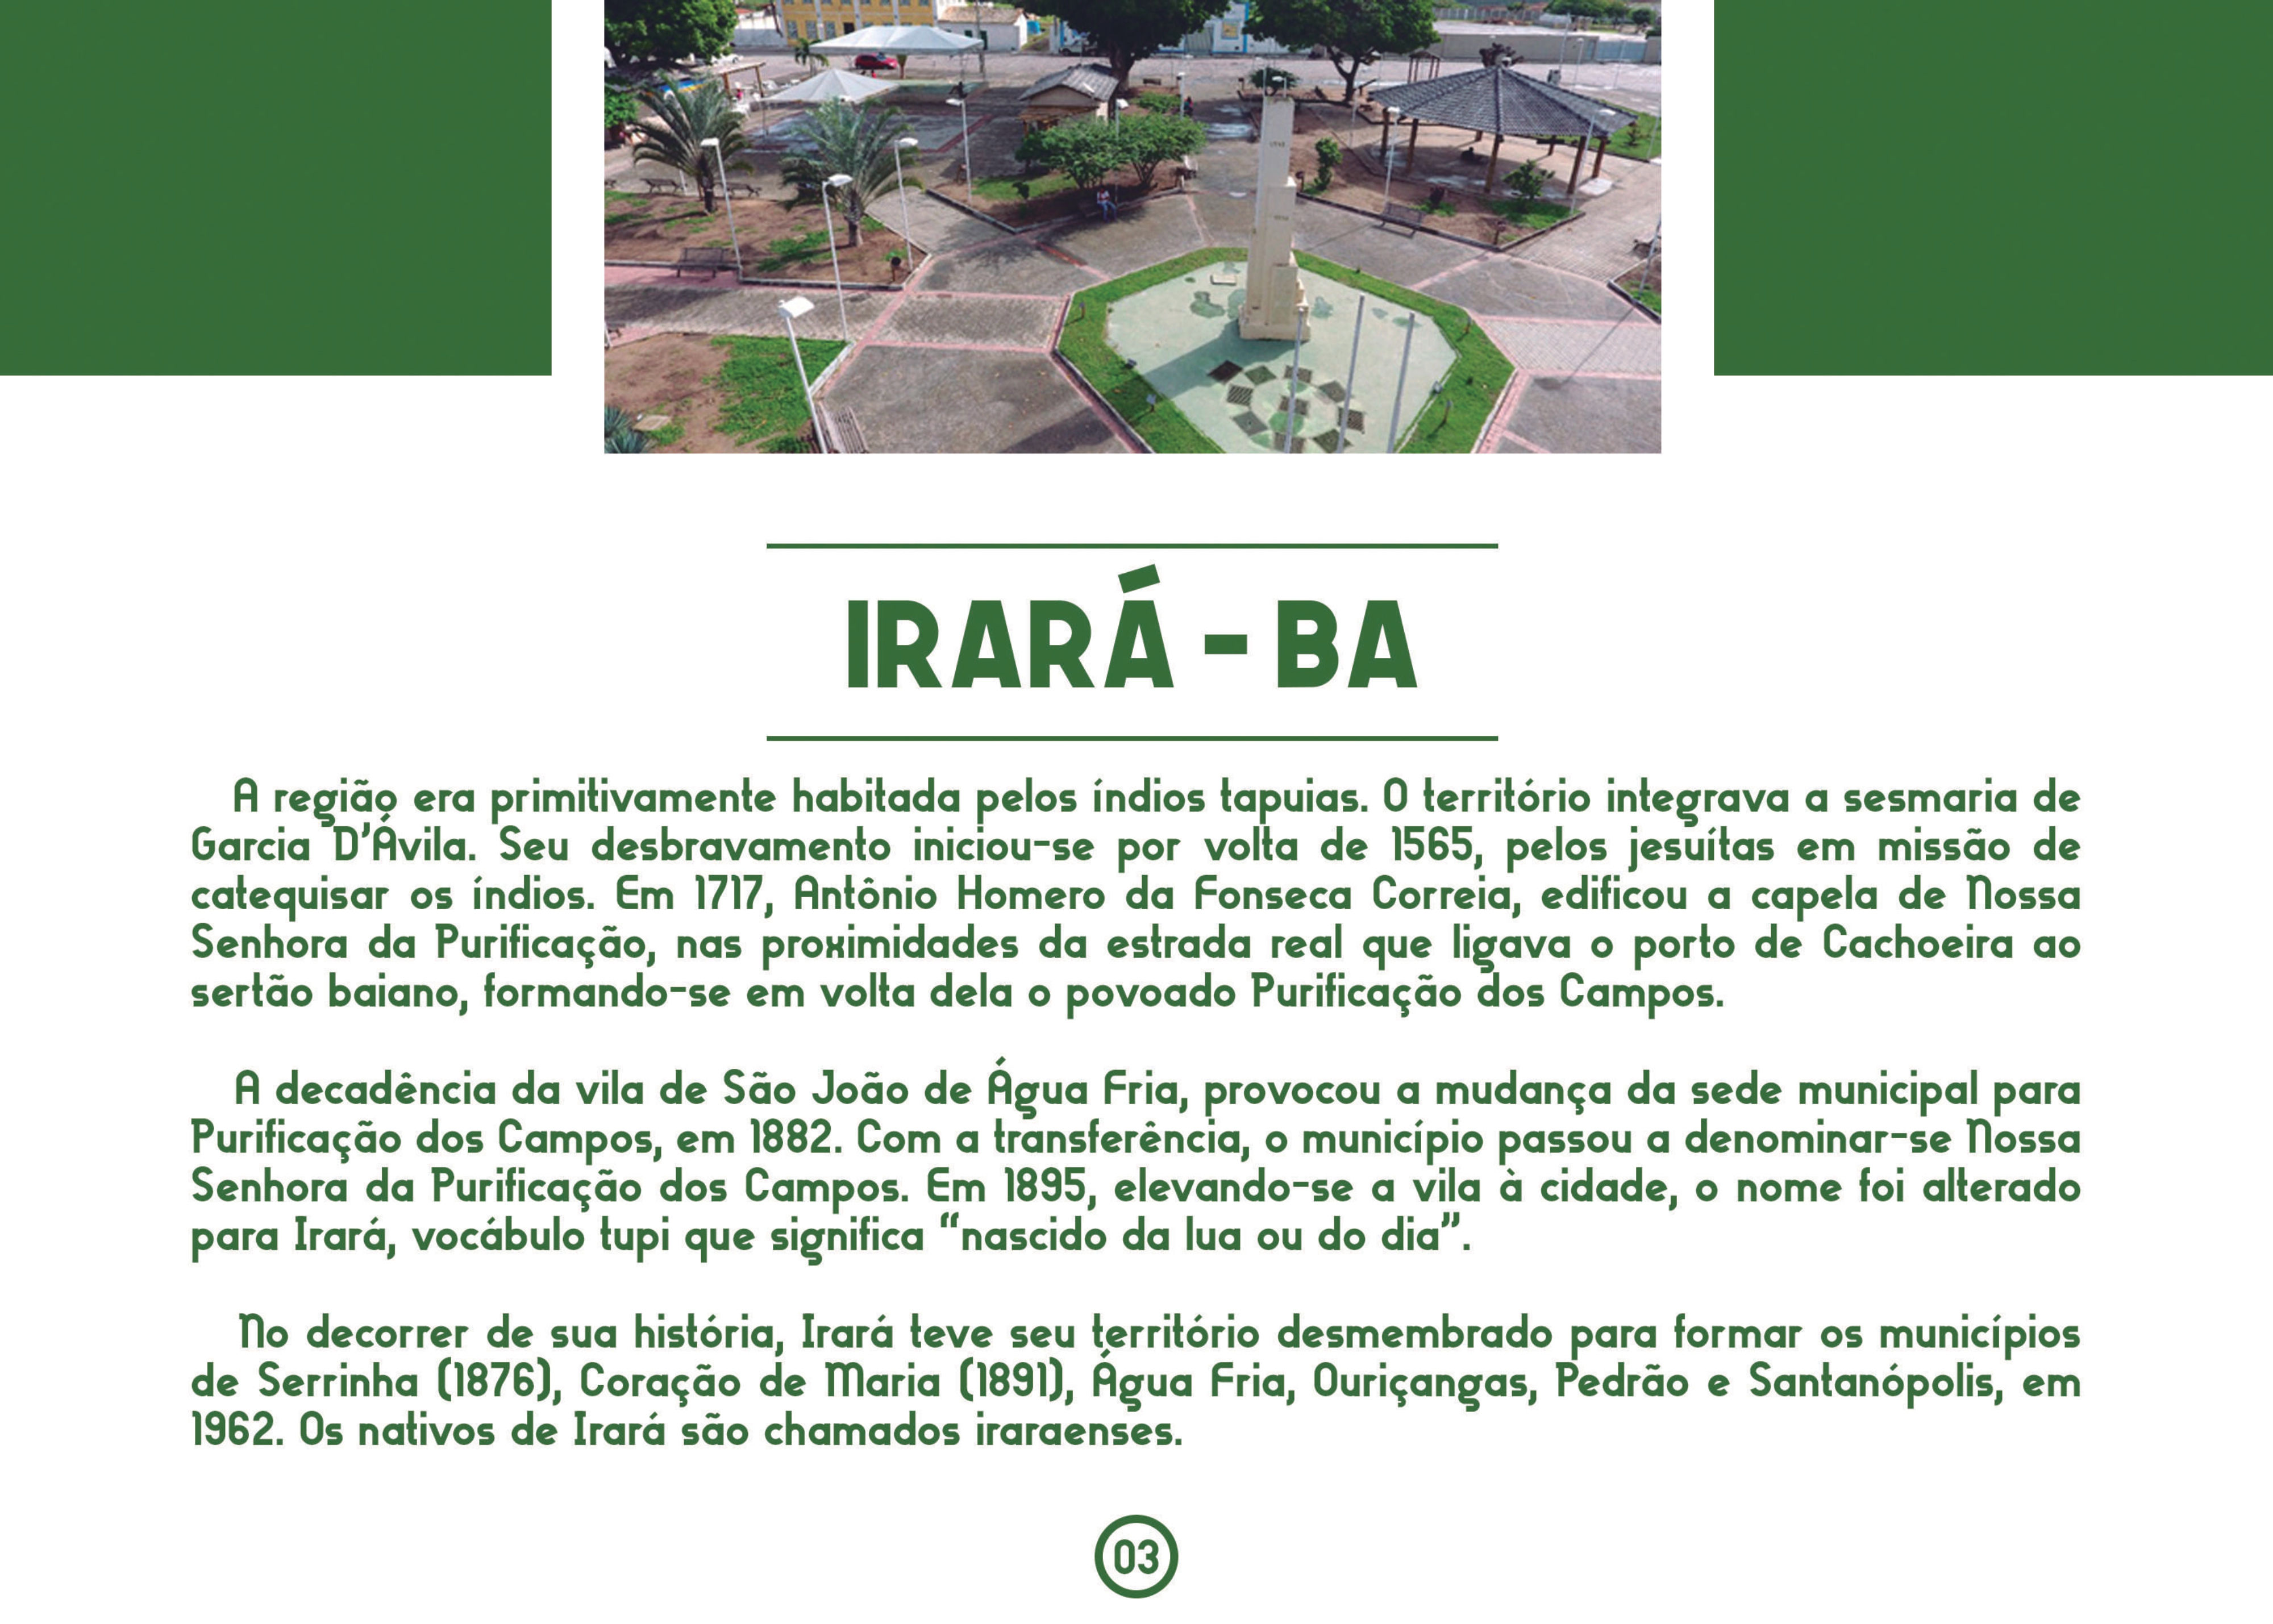 IRARÁ - BA
A região era primitivamente habitada pelos índios tapuias. O território integrava a sesmaria de
Garcia D'Ávila. Seu desbravamento iniciou-se por volta de 1565, pelos jesuítas em missão de
catequisar os índios. Em 1717, Antônio Homero da Fonseca Correia, edificou a capela de Nossa
Senhora da Purificação, nas proximidades da estrada real que ligava o porto de Cachoeira ao
sertão baiano, formando-se em volta dela o povoado Purificação dos Campos.
A decadência da vila de São João de Água Fria, provocou a mudança da sede municipal para
Purificação dos Campos, em 1882. Com a transferência, o município passou a denominar-se Nossa
Senhora da Purificação dos Campos. Em 1895, elevando-se a vila à cidade, o nome foi alterado
para Irará, vocábulo tupi que significa “nascido da lua ou do dia”.
No decorrer de sua história, Irará teve seu território desmembrado para formar os municípios
de Serrinha (1876), Coração de Maria (1891), Água Fria, Ouriçangas, Pedrão e Santanópolis, em
1962. Os nativos de Irará são chamados iraraenses.
03